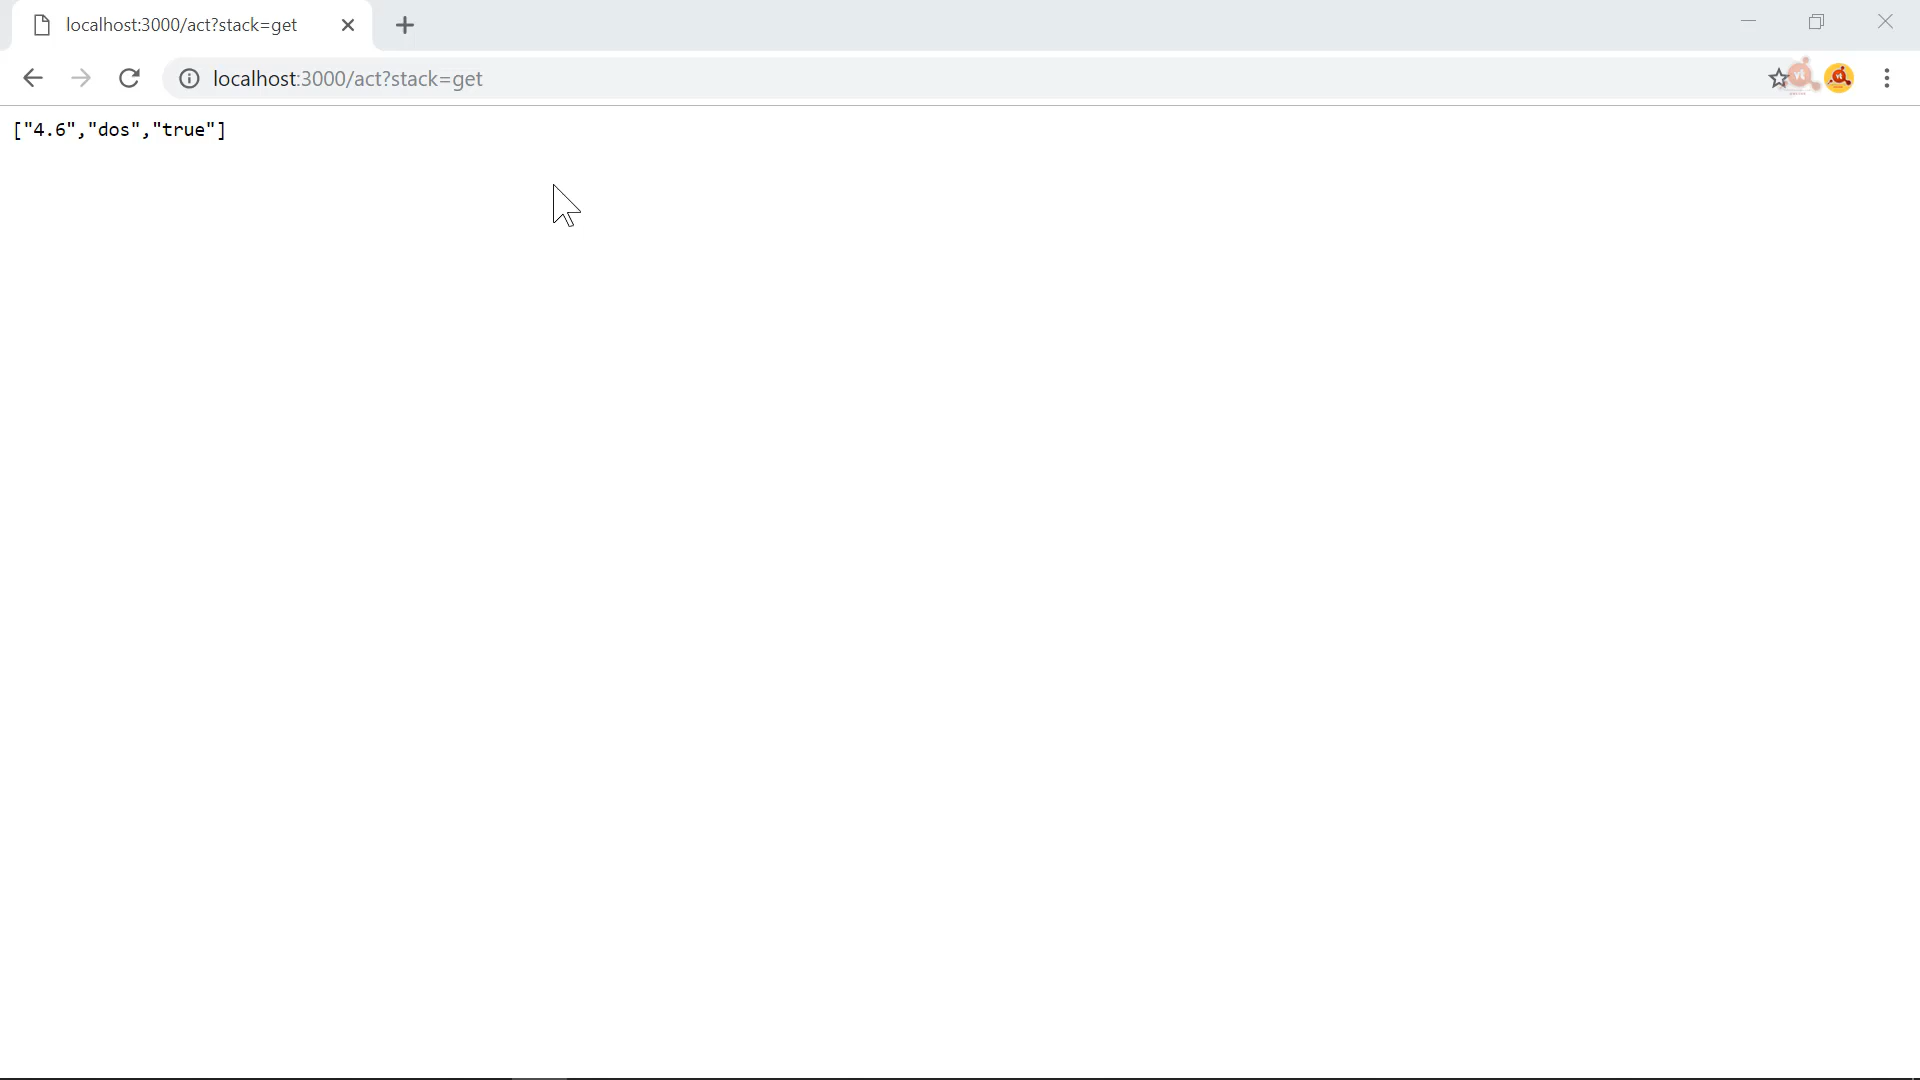 localhost:3000/act?stack=get
localhost:3000/act?stack=get
["4.6","dos","true"]